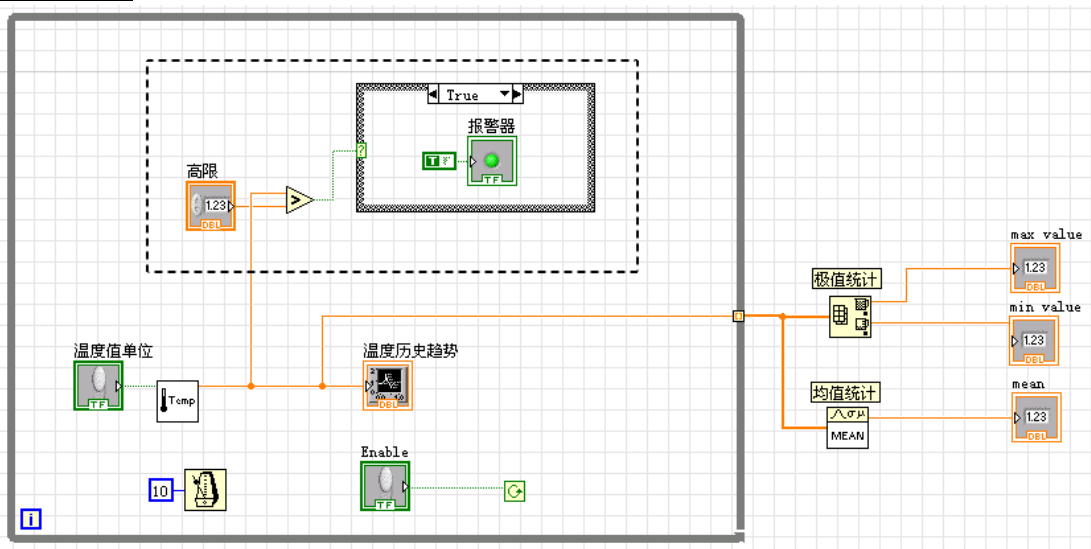 True
报警器
T F
TF
高限
1.23
DBL
>
?
max value
1.23
DBL
极值统计
min value
1.23
DBL
温度值单位
TF
Temp
温度历史趋势
DBL
均值统计
σμ
MEAN
mean
1.23
DBL
Enable
TF
10
i